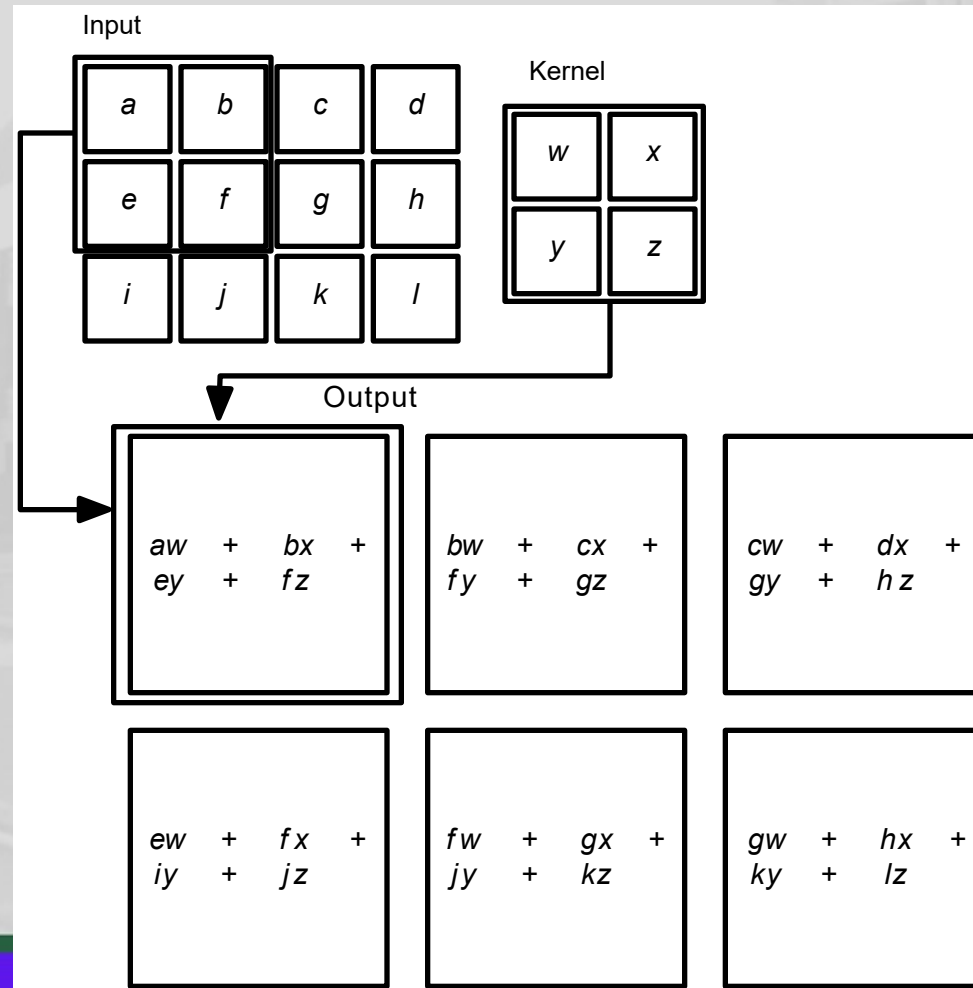 Input
Kernel
a b c d
w x
e f g h
y z
i j k l
Output
aw + bx + bw + cx + cw + dx +
ey + fz fy + gz gy + hz
ew + fx + fw + gx + gw + hx +
iy + jz jy + kz ky + lz